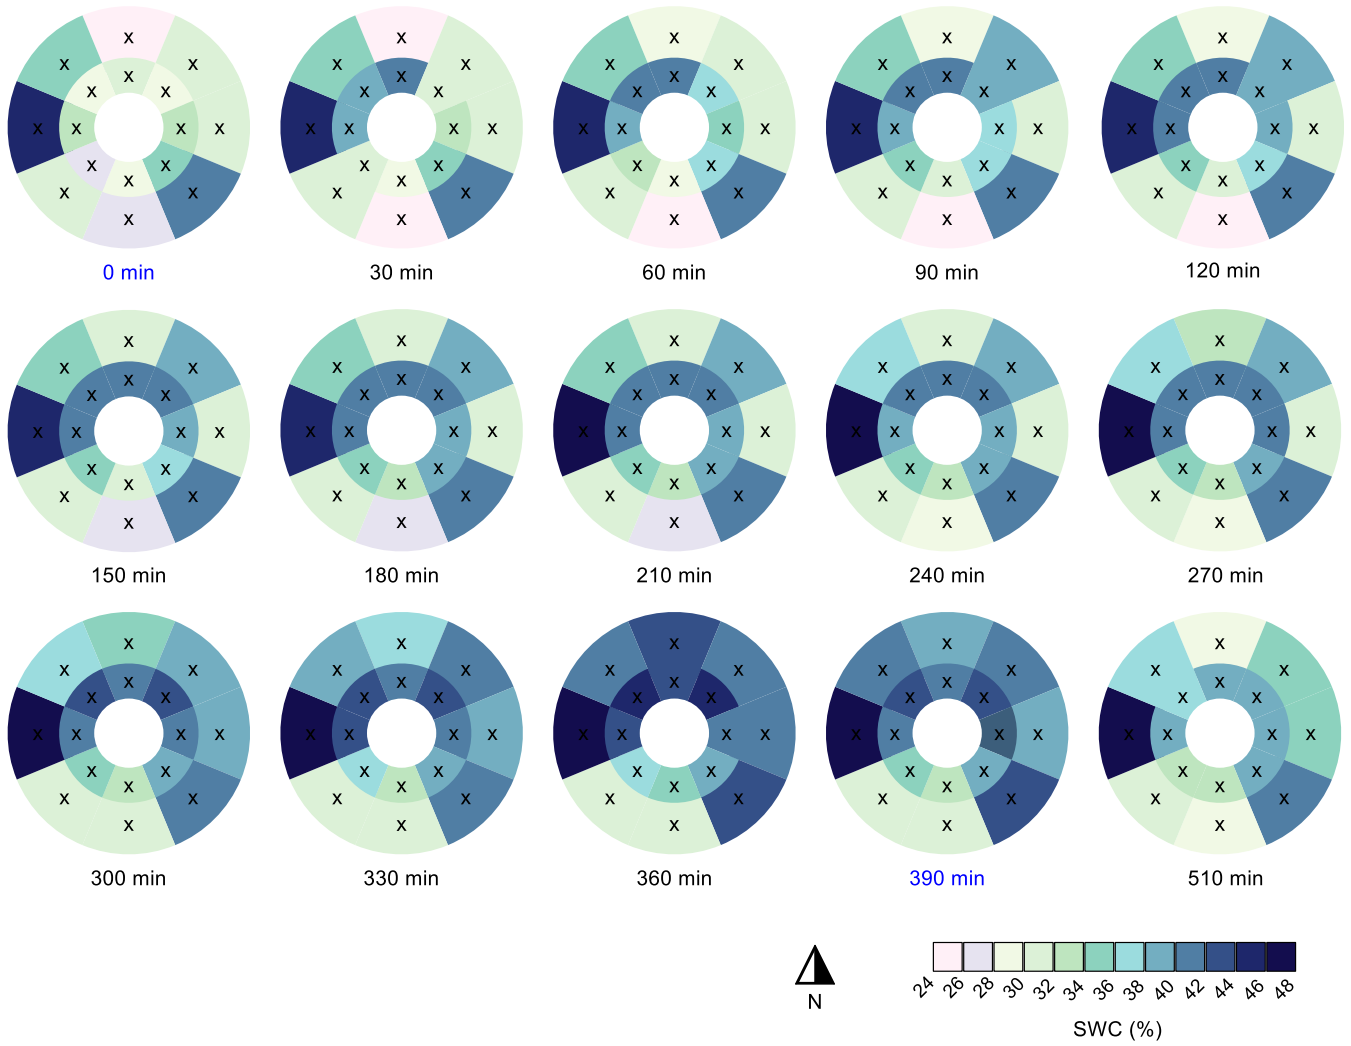 x x x x x x x x x x x x x x x x
0 min
x x x x x x x x x x x x x x x x
30 min
x x x x x x x x x x x x x x x x
60 min
x x x x x x x x x x x x x x x x
90 min
x x x x x x x x x x x x x x x x
120 min
x x x x x x x x x x x x x x x x
150 min
x x x x x x x x x x x x x x x x
180 min
x x x x x x x x x x x x x x x x
210 min
x x x x x x x x x x x x x x x x
240 min
x x x x x x x x x x x x x x x x
270 min
x x x x x x x x x x x x x x x x
300 min
x x x x x x x x x x x x x x x x
330 min
x x x x x x x x x x x x x x x x
360 min
x x x x x x x x x x x x x x x x
390 min
x x x x x x x x x x x x x x x x
510 min
N
24 26 28 30 32 34 36 38 40 42 44 46 48
SWC (%)